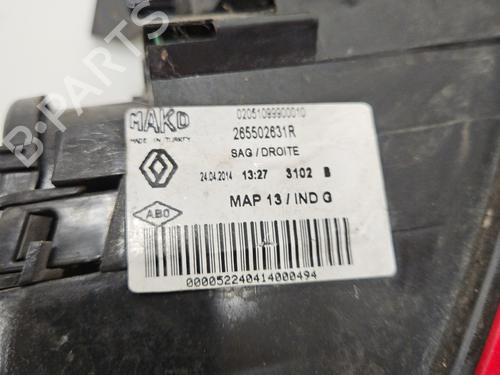 02051099900010
MAKO
MADE IN TURKEY
265502631R
SAG / DROITE
24.04.2014 13:27 3102 B
MAP 13 / IND G
ABO
000052240414000494
B-PARTS